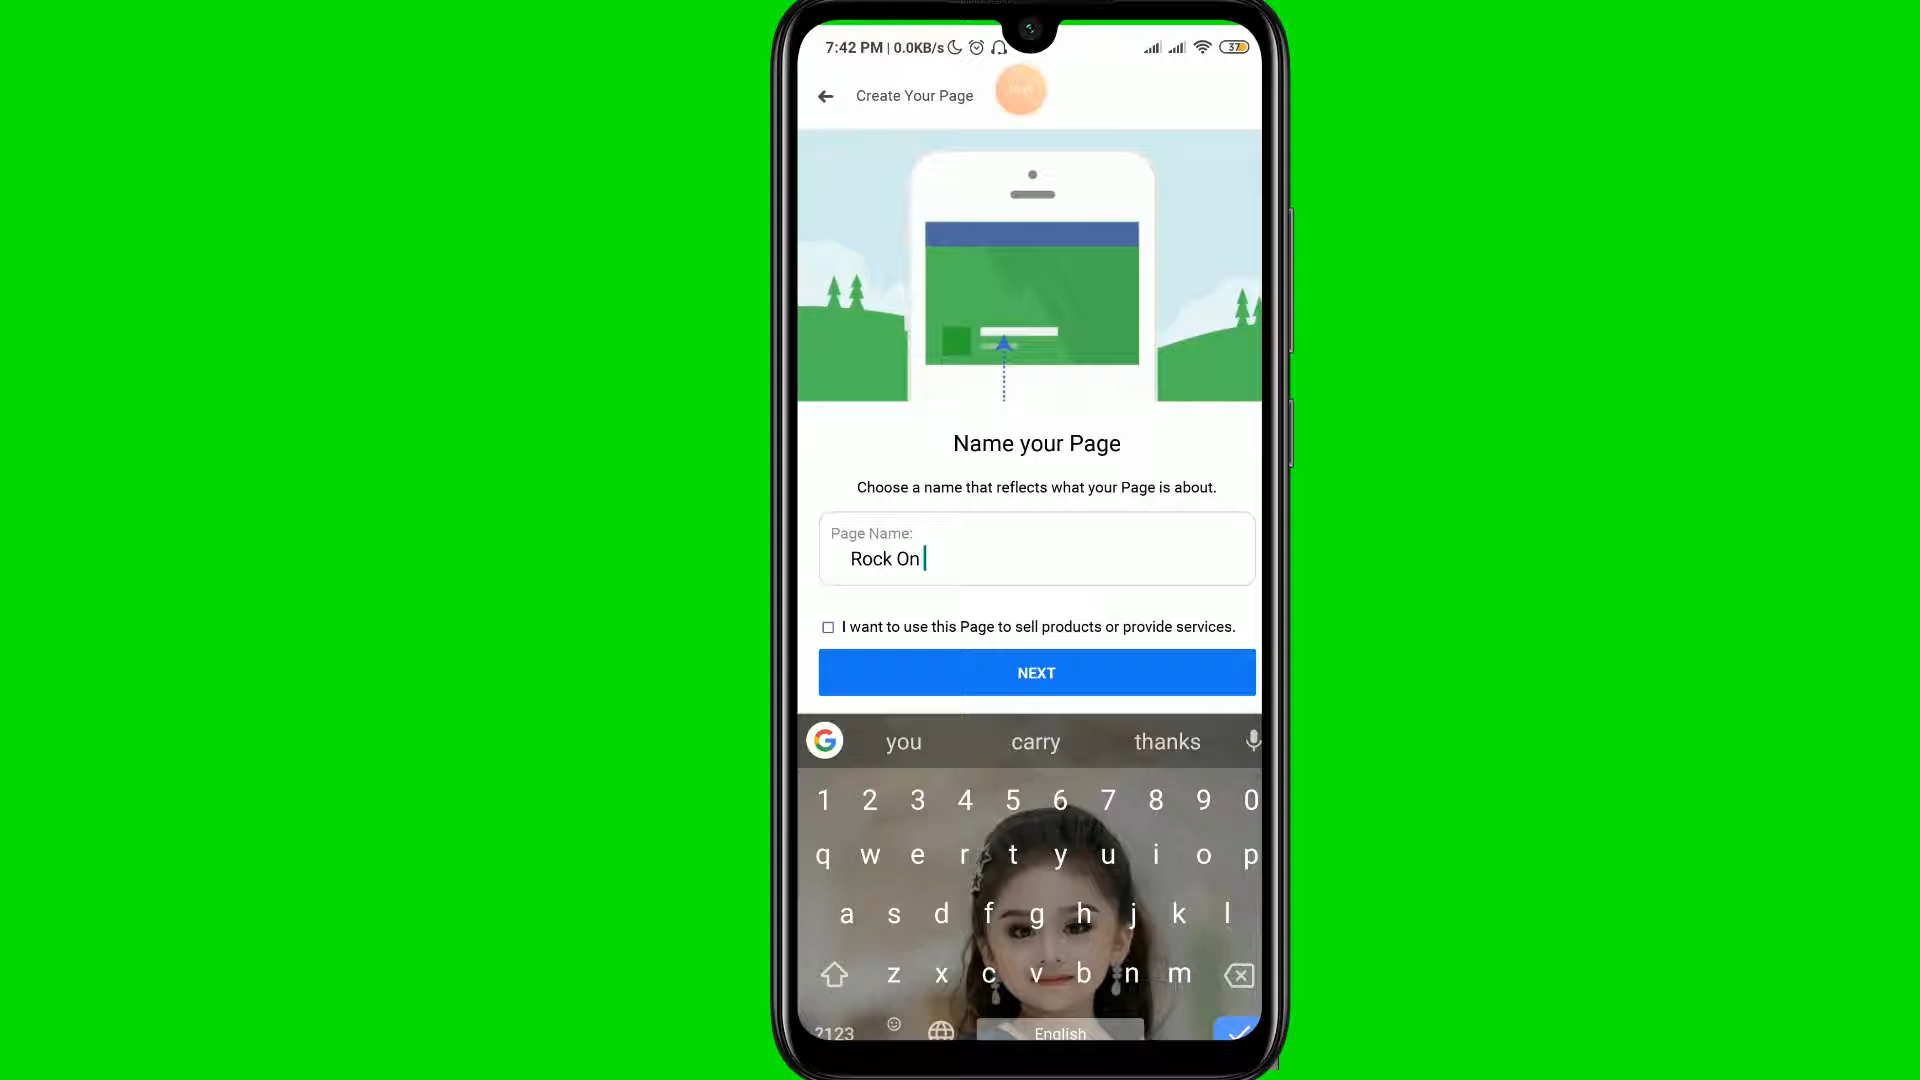 7:42 PM | 0.0KB/s
37
Create Your Page
Name your Page
Choose a name that reflects what your Page is about.
Page Name:
Rock On
I want to use this Page to sell products or provide services.
NEXT
G you carry thanks
1 2 3 4 5 6 7 8 9 0
q w e r t y u i o p
a s d f g h j k l
z x c v b n m
?123 English